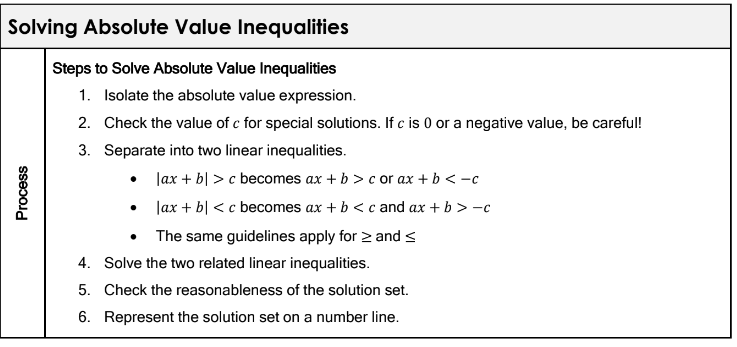 Solving Absolute Value Inequalities
Process
Steps to Solve Absolute Value Inequalities
1. Isolate the absolute value expression.
2. Check the value of c for special solutions. If c is 0 or a negative value, be careful!
3. Separate into two linear inequalities.
• |ax + b| > c becomes ax + b > c or ax + b < −c
• |ax + b| < c becomes ax + b < c and ax + b > −c
• The same guidelines apply for ≥ and ≤
4. Solve the two related linear inequalities.
5. Check the reasonableness of the solution set.
6. Represent the solution set on a number line.